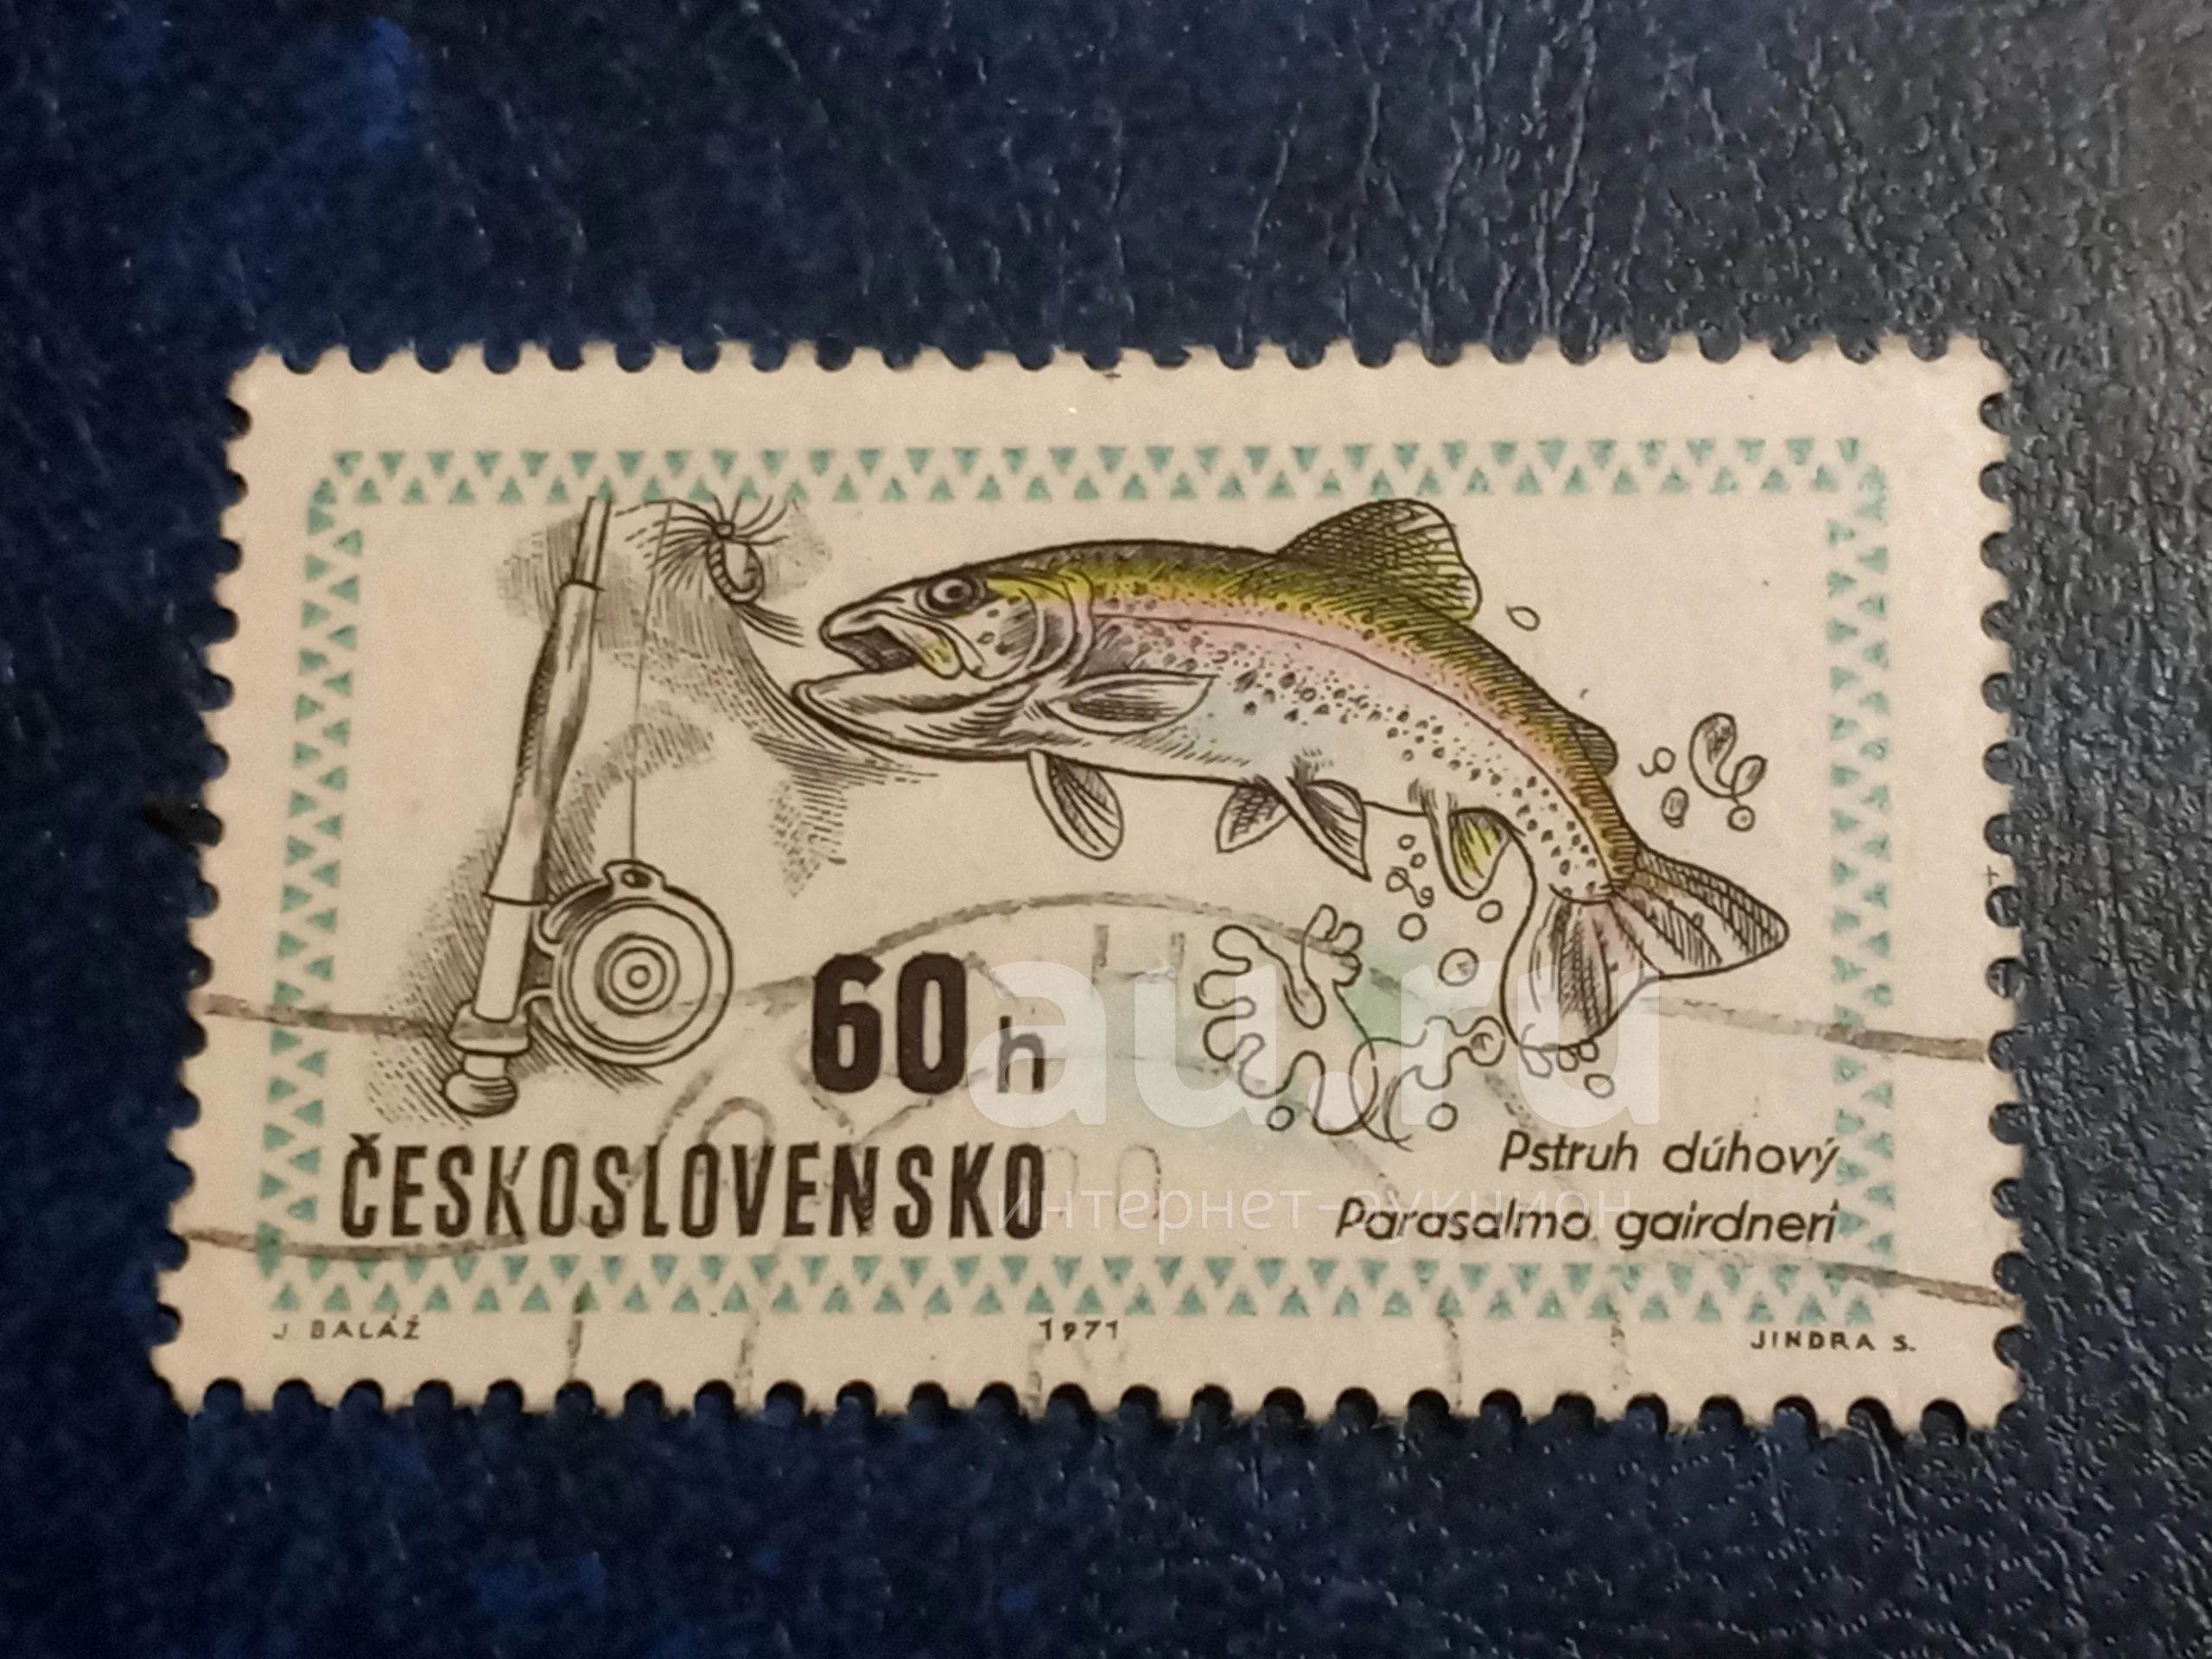 60 h
ČESKOSLOVENSKO
Pstruh dúhový
Parasalmo gairdneri
J. BALÁŽ
1971
JINDRA S.
au.ru
интернет-аукцион